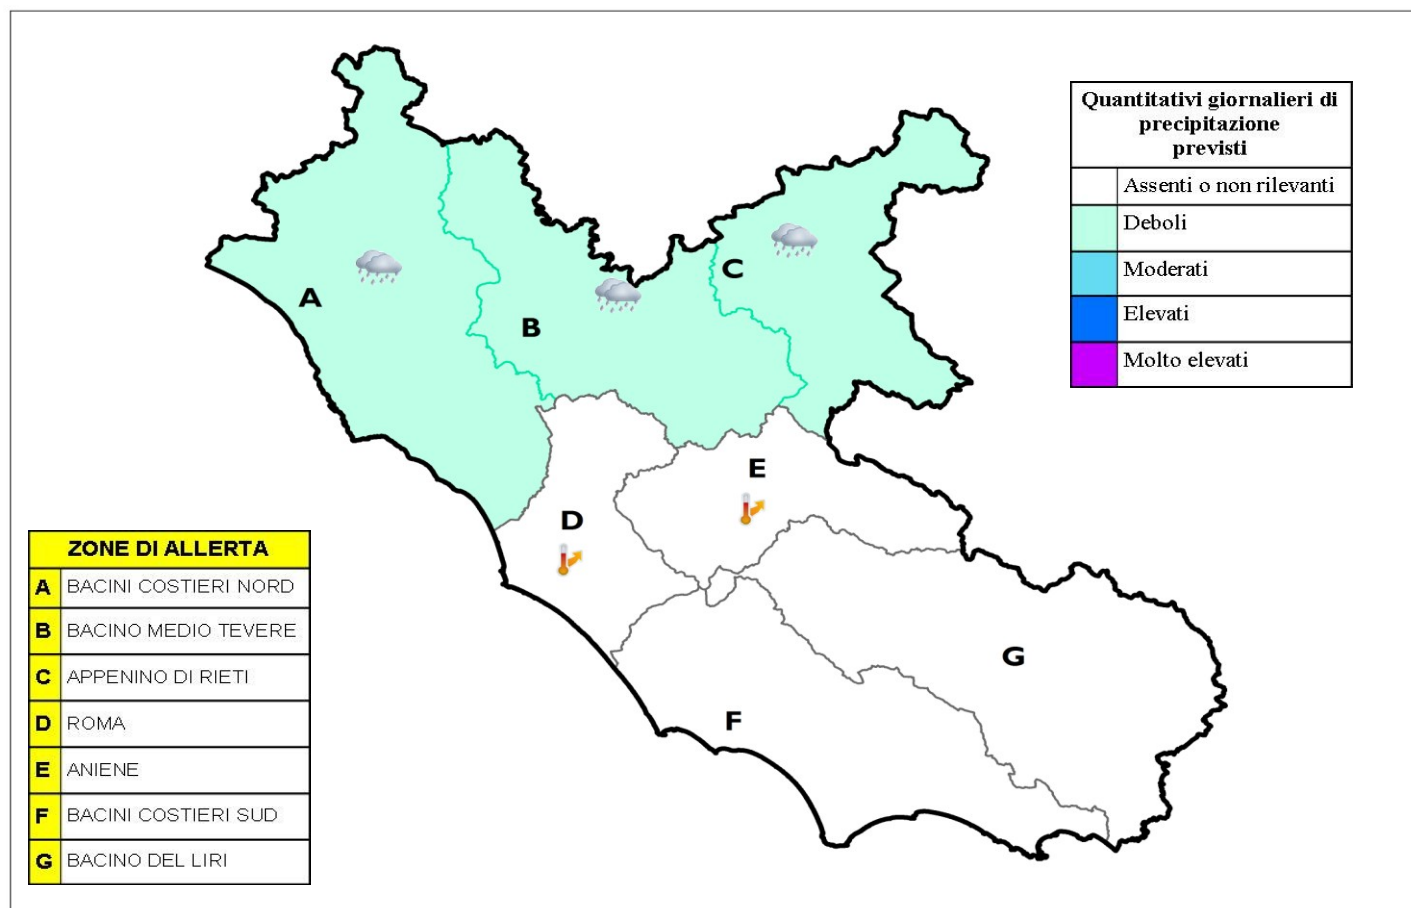 Quantitativi giornalieri di
precipitazione
previsti
Assenti o non rilevanti
Deboli
Moderati
Elevati
Molto elevati
A
B
C
D
E
F
G
ZONE DI ALLERTA
A BACINI COSTIERI NORD
B BACINO MEDIO TEVERE
C APPENINO DI RIETI
D ROMA
E ANIENE
F BACINI COSTIERI SUD
G BACINO DEL LIRI